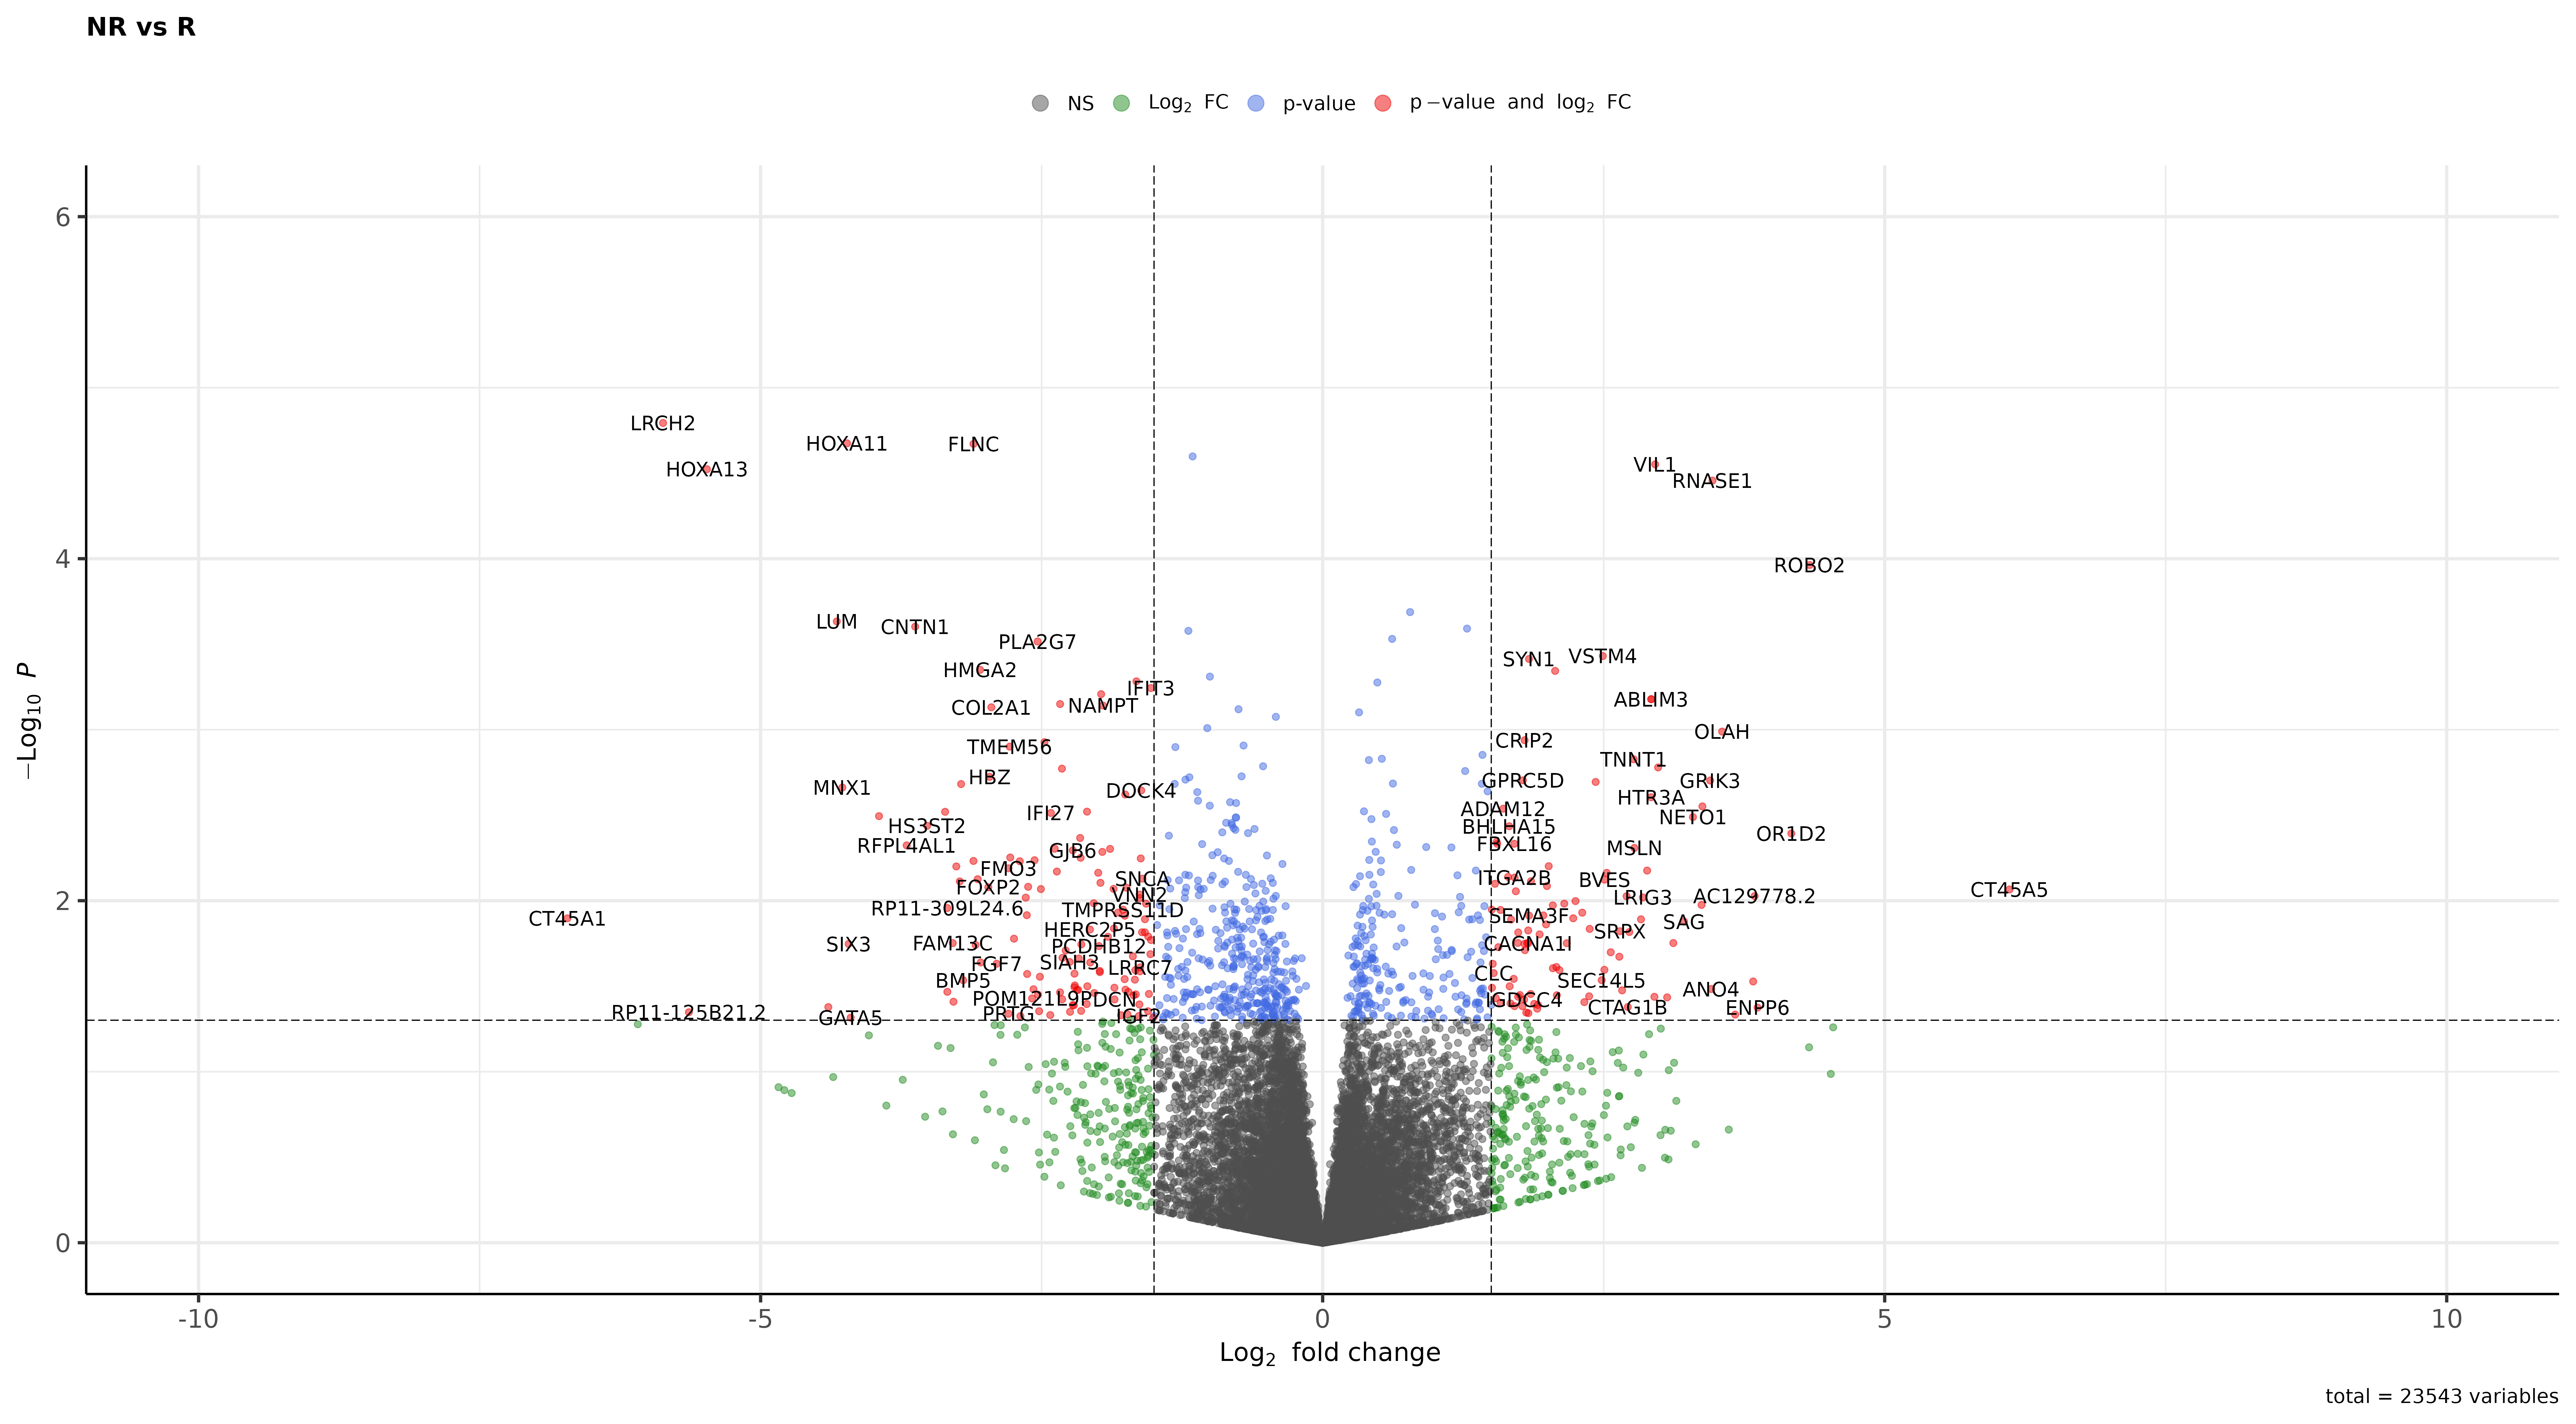 NR vs R
NS Log2 FC p-value p−value and log2 FC
6
4
2
0
−Log10 P
LRCH2
HOXA11 FLNC
HOXA13
VIL1
RNASE1
ROBO2
LUM
CNTN1
PLA2G7
SYN1 VSTM4
HMGA2
IFIT3
ABLIM3
COL2A1 NAMPT
OLAH
CRIP2
TMEM56
TNNT1
HBZ
GPRC5D GRIK3
MNX1
DOCK4
HTR3A
ADAM12
IFI27
NETO1
HS3ST2
BHLHA15
OR1D2
RFPL4AL1
FBXL16
GJB6
MSLN
FMO3
SNCA
ITGA2B
BVES
FOXP2
CT45A5
VNN2
LRIG3
AC129778.2
RP11-309L24.6
TMPRSS11D
CT45A1
SEMA3F
SAG
HERC2P5
SRPX
SIX3
FAM13C
PCDHB12
CACNA1I
FGF7
SIAH3
LRRC7
CLC
BMP5
SEC14L5
ANO4
POM121L9P
DCN
IGDCC4
CTAG1B
ENPP6
RP11-125B21.2
PRTG
IGF2
GATA5
-10 -5 0 5 10
Log2 fold change
total = 23543 variables